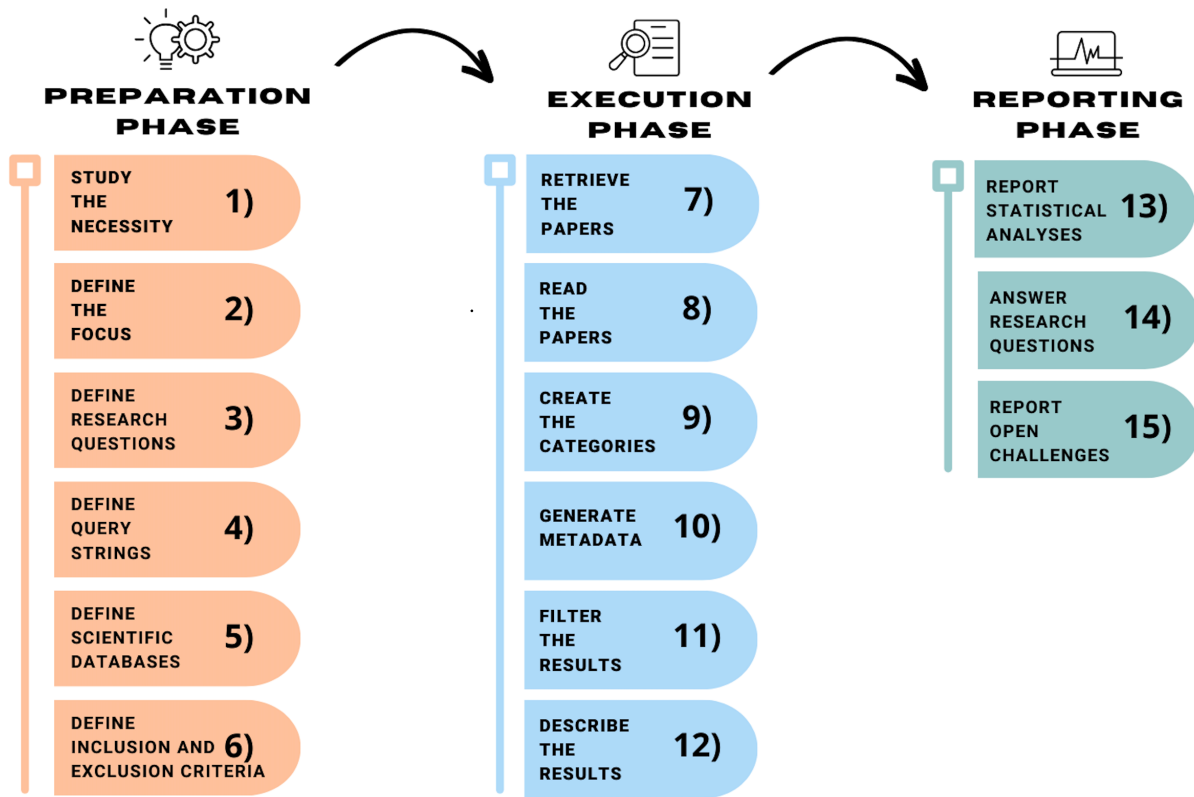 PREPARATION
PHASE
STUDY
THE
NECESSITY
1)
DEFINE
THE
FOCUS
2)
DEFINE
RESEARCH
QUESTIONS
3)
DEFINE
QUERY
STRINGS
4)
DEFINE
SCIENTIFIC
DATABASES
5)
DEFINE
INCLUSION AND
EXCLUSION CRITERIA
6)
EXECUTION
PHASE
RETRIEVE
THE
PAPERS
7)
READ
THE
PAPERS
8)
CREATE
THE
CATEGORIES
9)
GENERATE
METADATA
10)
FILTER
THE
RESULTS
11)
DESCRIBE
THE
RESULTS
12)
REPORTING
PHASE
REPORT
STATISTICAL
ANALYSES
13)
ANSWER
RESEARCH
QUESTIONS
14)
REPORT
OPEN
CHALLENGES
15)